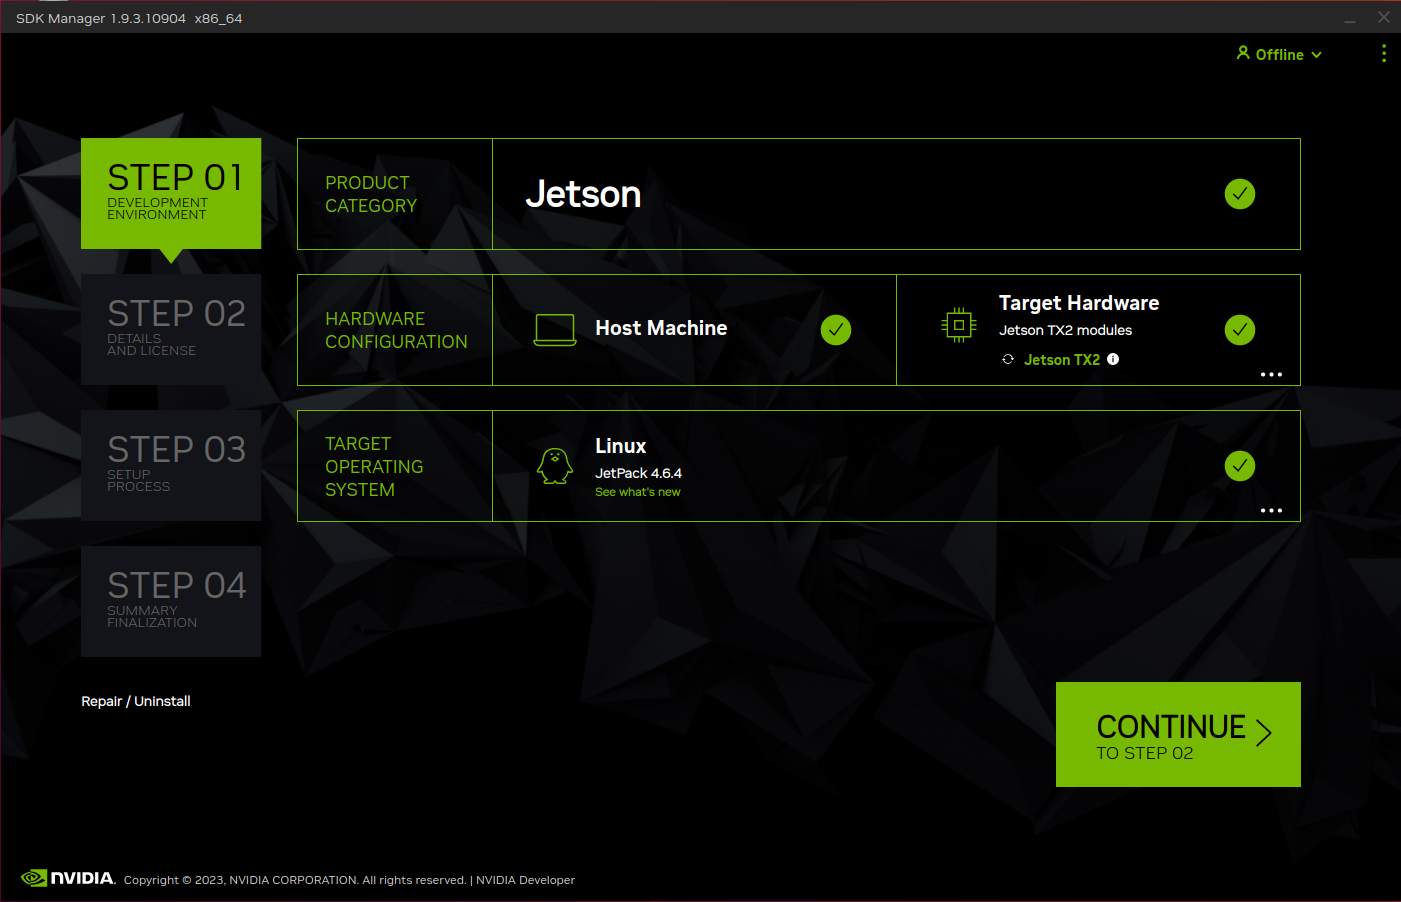 SDK Manager 1.9.3.10904 x86_64
Offline
STEP 01
DEVELOPMENT
ENVIRONMENT
PRODUCT
CATEGORY
Jetson
STEP 02
DETAILS
AND LICENSE
HARDWARE
CONFIGURATION
Host Machine
Target Hardware
Jetson TX2 modules
Jetson TX2
STEP 03
SETUP
PROCESS
TARGET
OPERATING
SYSTEM
Linux
JetPack 4.6.4
See what's new
STEP 04
SUMMARY
FINALIZATION
Repair / Uninstall
CONTINUE
TO STEP 02
NVIDIA. Copyright © 2023, NVIDIA CORPORATION. All rights reserved. | NVIDIA Developer